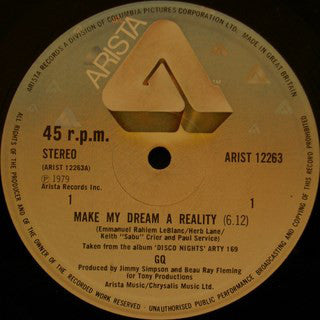 ARISTA RECORDS A DIVISION OF COLUMBIA PICTURES CORPORATION LTD.
MADE IN GREAT BRITAIN
ARISTA
45 r.p.m.
STEREO
(ARIST 12263A)
ARIST 12263
℗ 1979
Arista Records Inc.
1 1
MAKE MY DREAM A REALITY (6.12)
(Emmanuel Rahiem LeBlanc/Herb Lane/
Keith "Sabu" Crier and Paul Service)
Taken from the album 'DISCO NIGHTS' ARTY 169
GQ
Produced by Jimmy Simpson and Beau Ray Fleming
for Tony Productions
Arista Music/Chrysalis Music Ltd.
ALL RIGHTS OF THE PRODUCER AND OF THE OWNER OF THE RECORDED WORK RESERVED · UNAUTHORISED PUBLIC PERFORMANCE BROADCASTING AND COPYING OF THIS RECORD PROHIBITED